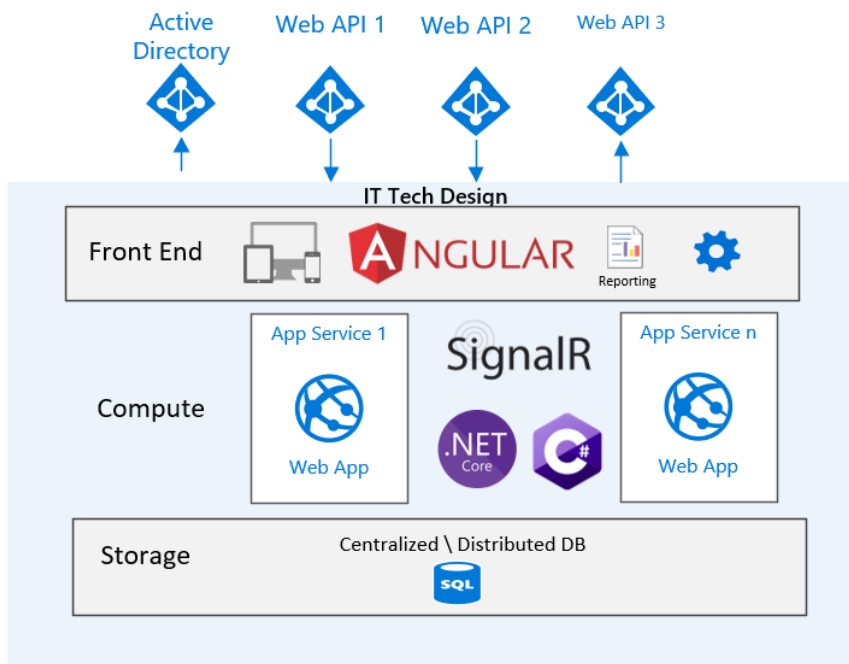 Active
Directory
Web API 1
Web API 2
Web API 3
IT Tech Design
Front End
ANGULAR
Reporting
App Service 1
Web App
SignalR
.NET
Core
C#
App Service n
Web App
Compute
Storage
Centralized \ Distributed DB
SQL